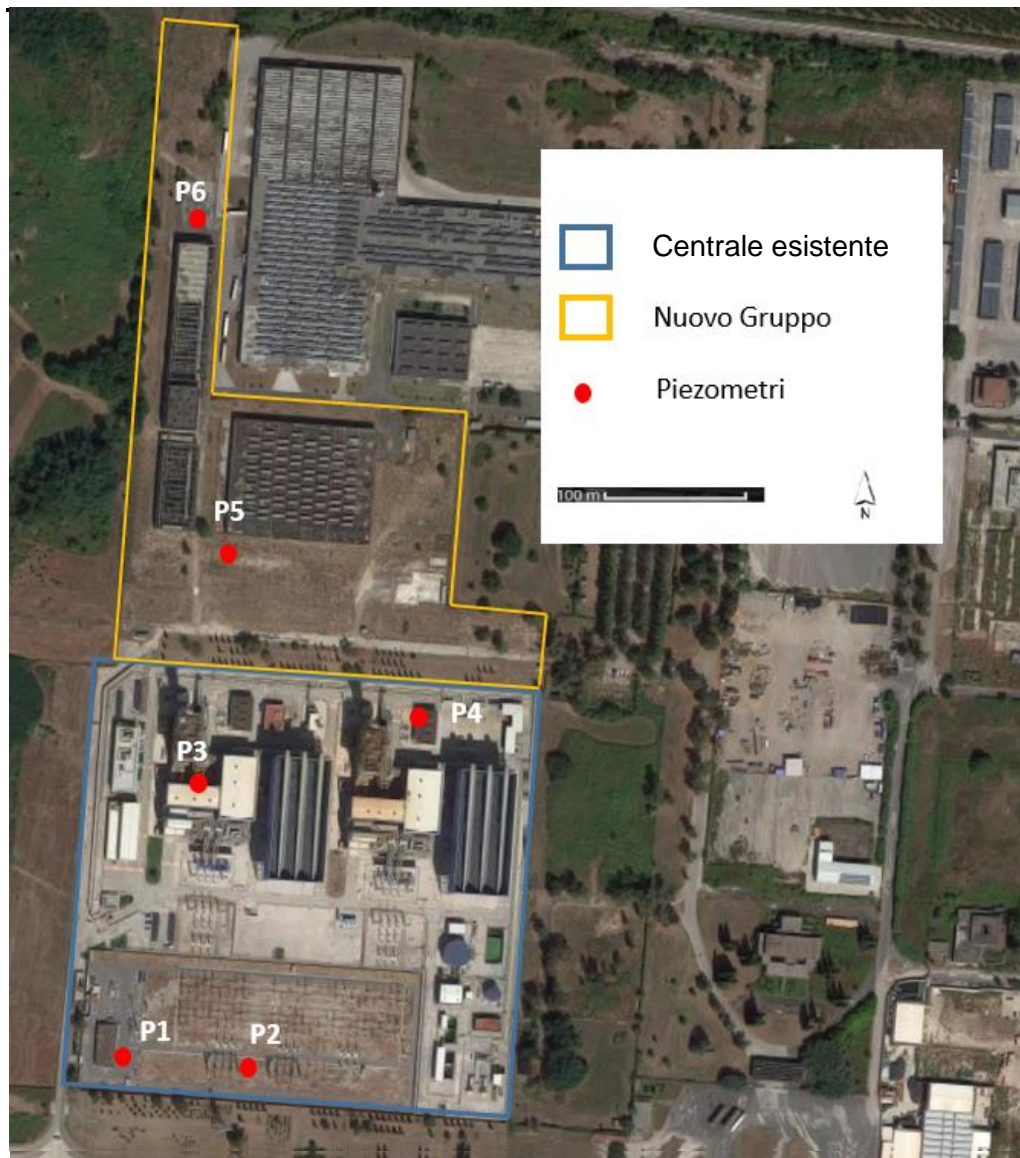 P6
Centrale esistente
Nuovo Gruppo
Piezometri
100 m
N
P5
P4
P3
P1
P2